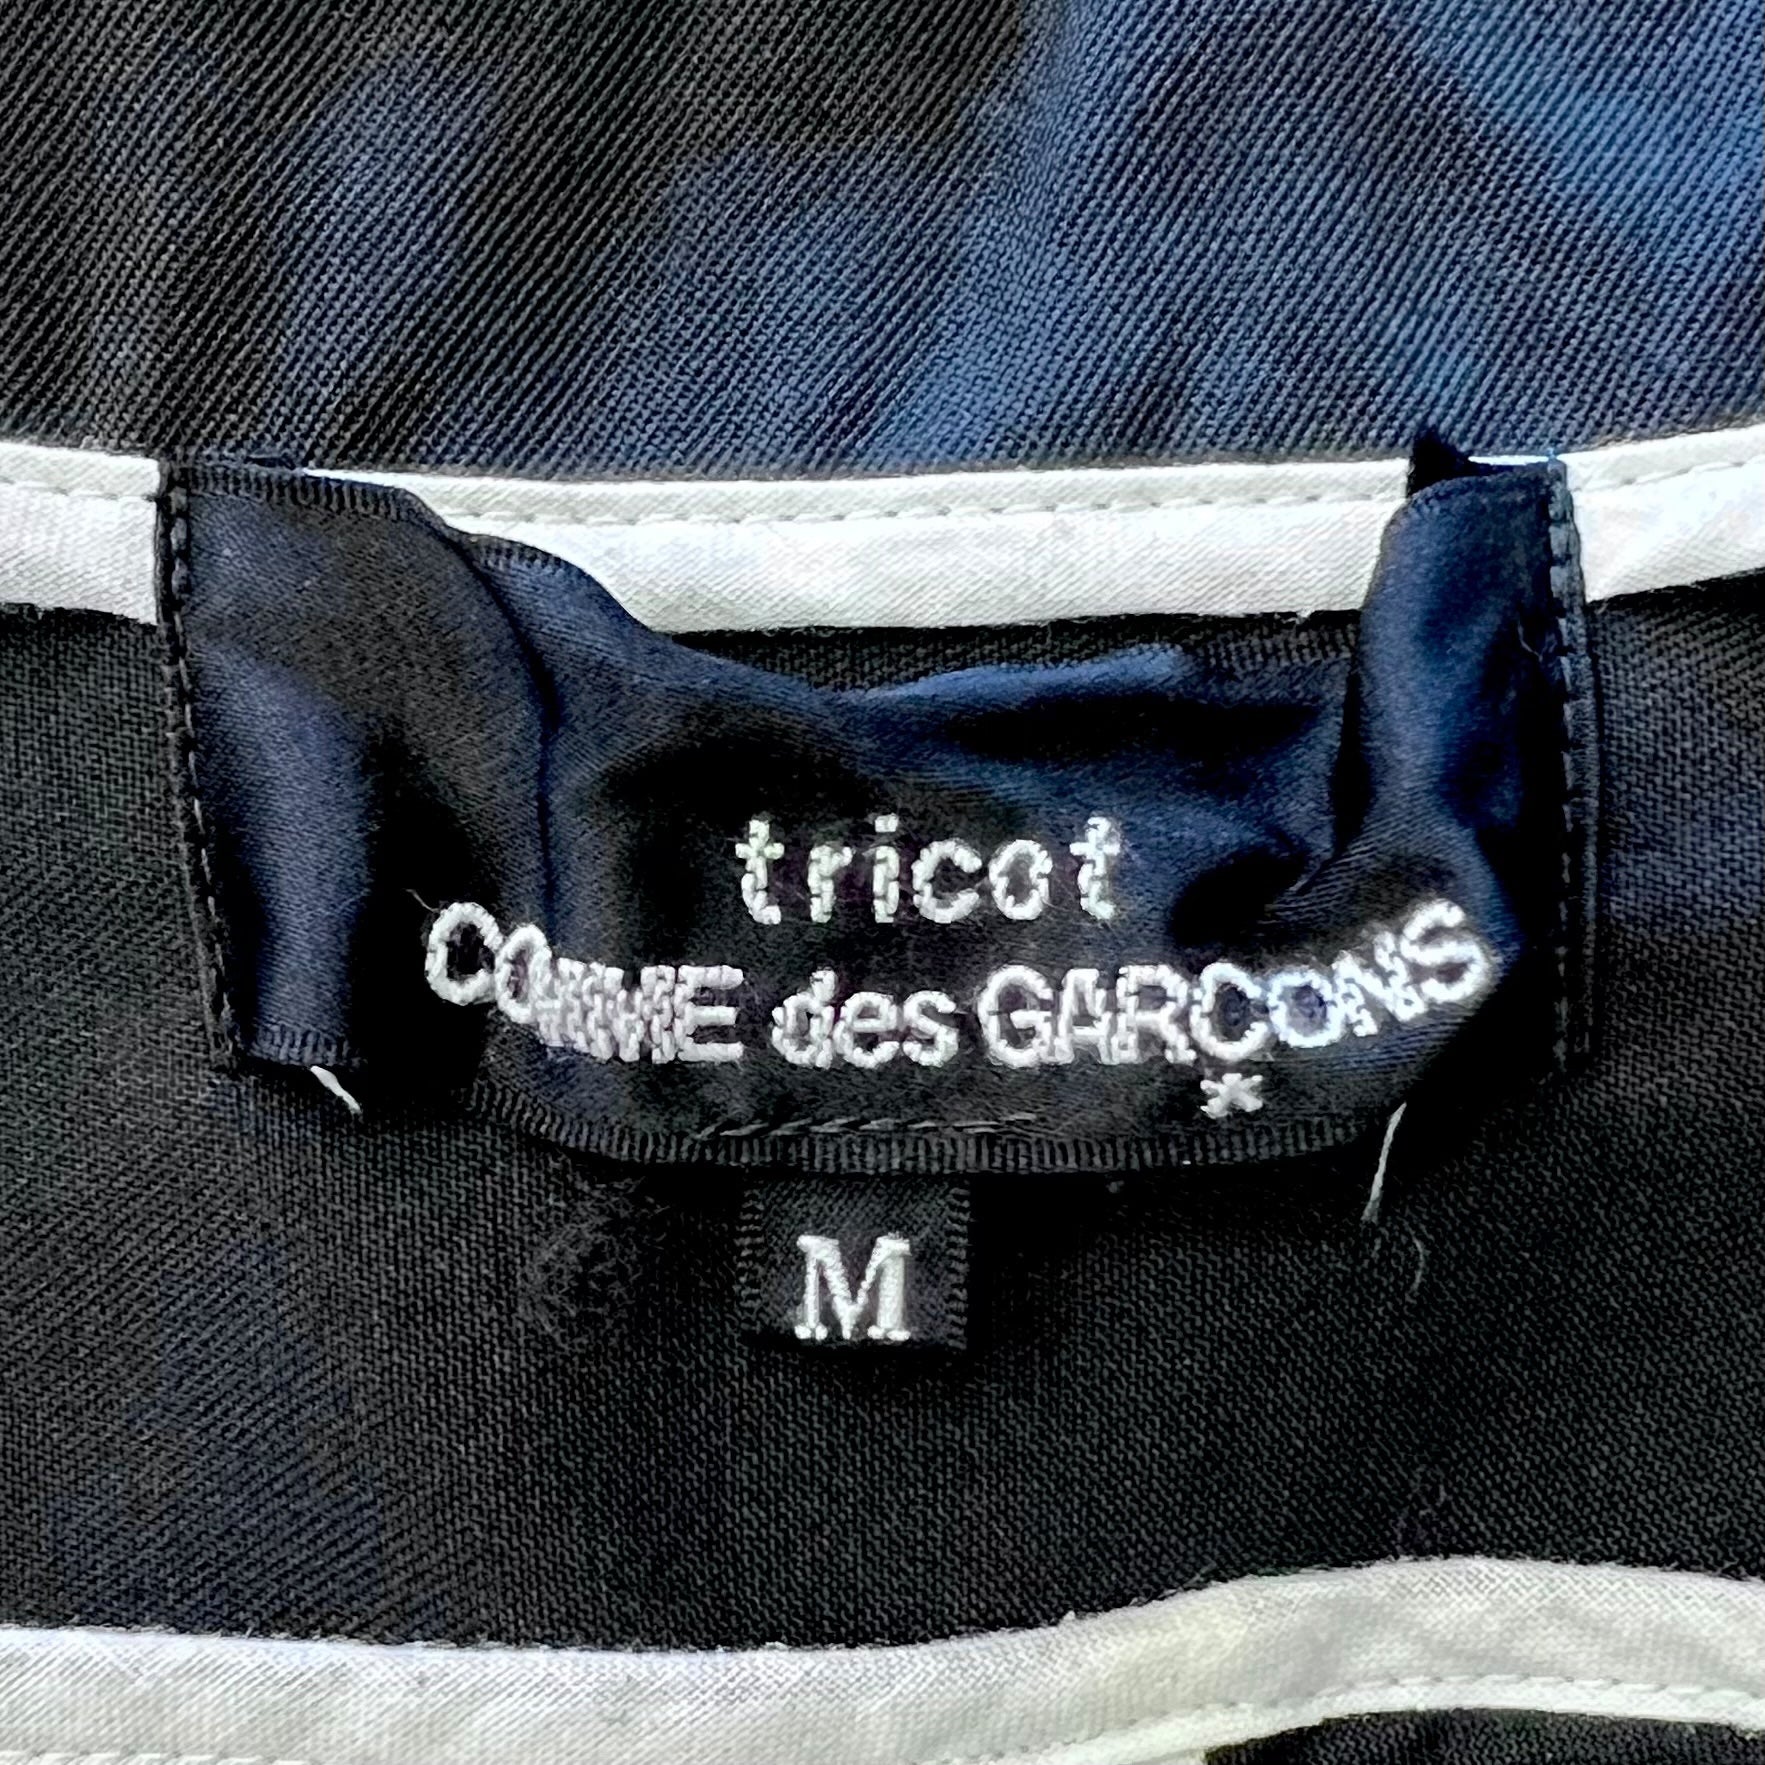 tricot
COMME des GARÇONS
*
M